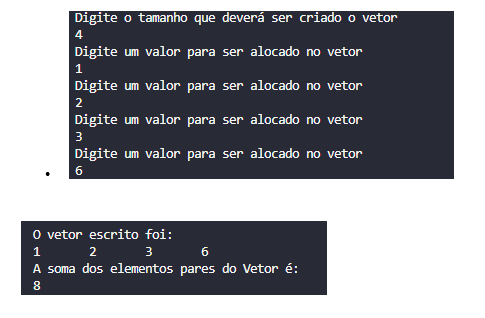 Digite o tamanho que deverá ser criado o vetor
4
Digite um valor para ser alocado no vetor
1
Digite um valor para ser alocado no vetor
2
Digite um valor para ser alocado no vetor
3
Digite um valor para ser alocado no vetor
6
O vetor escrito foi:
1 2 3 6
A soma dos elementos pares do Vetor é:
8